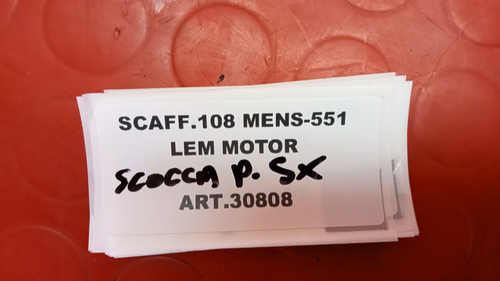 SCAFF.108 MENS-551
LEM MOTOR
SCOCCA P. SX
ART.30808